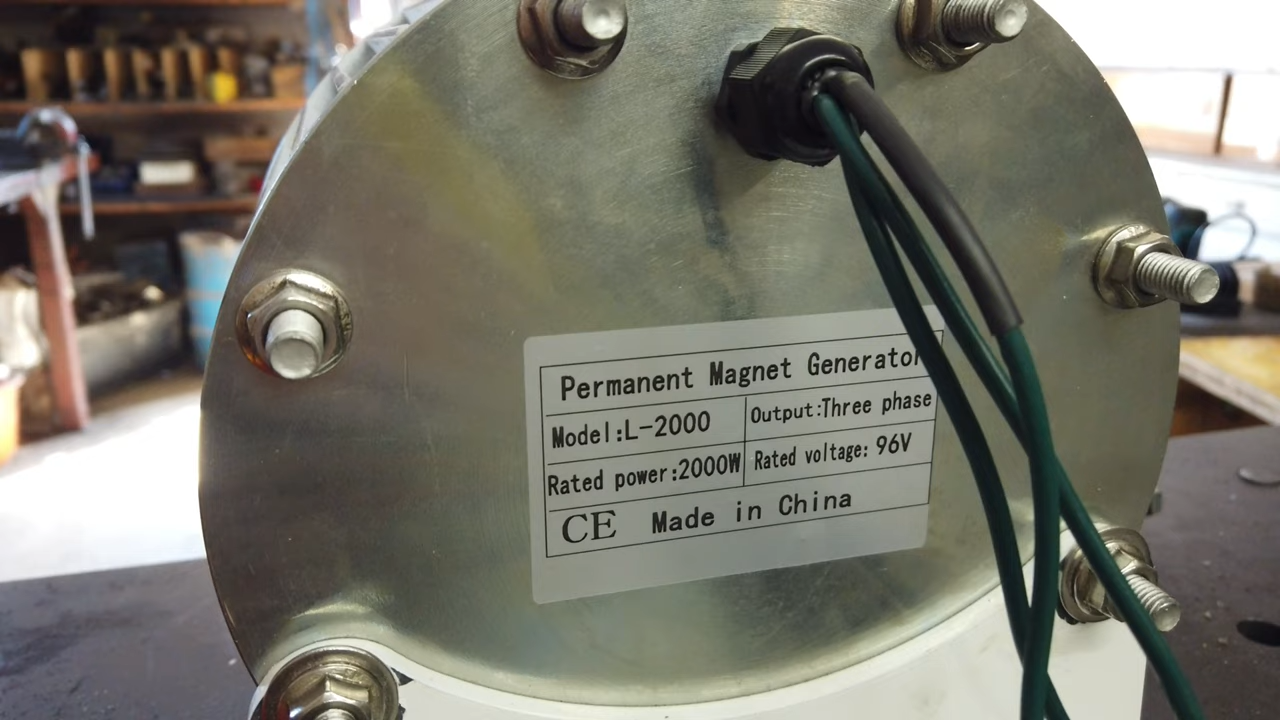 Permanent Magnet Generator
Model:L-2000 Output:Three phase
Rated power:2000W Rated voltage: 96V
CE Made in China